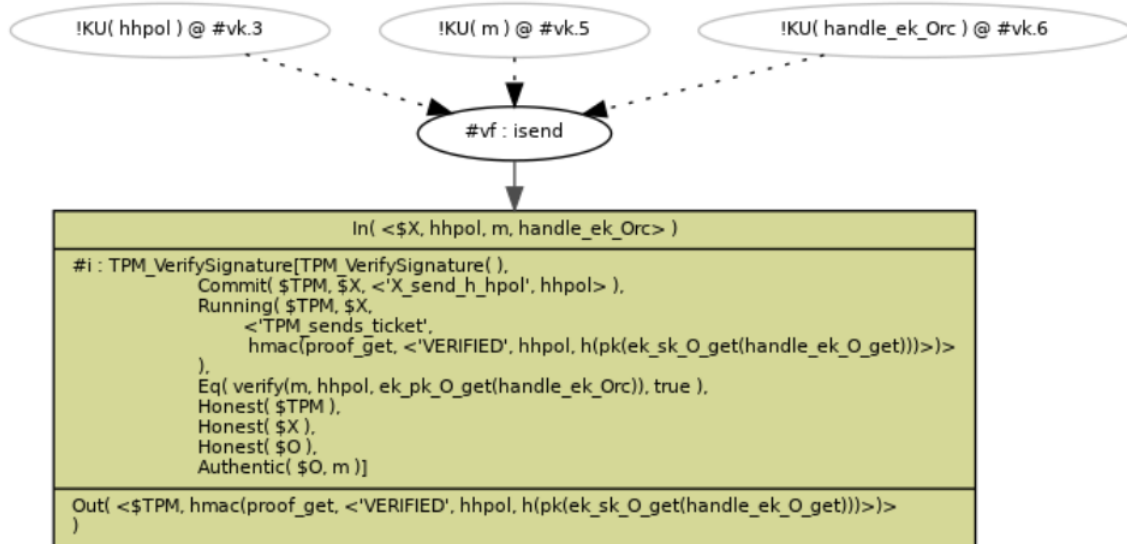 !KU( hhpol ) @ #vk.3
!KU( m ) @ #vk.5
!KU( handle_ek_Orc ) @ #vk.6
#vf : isend
In( <$X, hhpol, m, handle_ek_Orc> )
#i : TPM_VerifySignature[TPM_VerifySignature( ),
Commit( $TPM, $X, <'X_send_h_hpol', hhpol> ),
Running( $TPM, $X,
<'TPM_sends_ticket',
hmac(proof_get, <'VERIFIED', hhpol, h(pk(ek_sk_O_get(handle_ek_O_get)))>)>
),
Eq( verify(m, hhpol, ek_pk_O_get(handle_ek_Orc)), true ),
Honest( $TPM ),
Honest( $X ),
Honest( $O ),
Authentic( $O, m )]
Out( <$TPM, hmac(proof_get, <'VERIFIED', hhpol, h(pk(ek_sk_O_get(handle_ek_O_get)))>)>
)